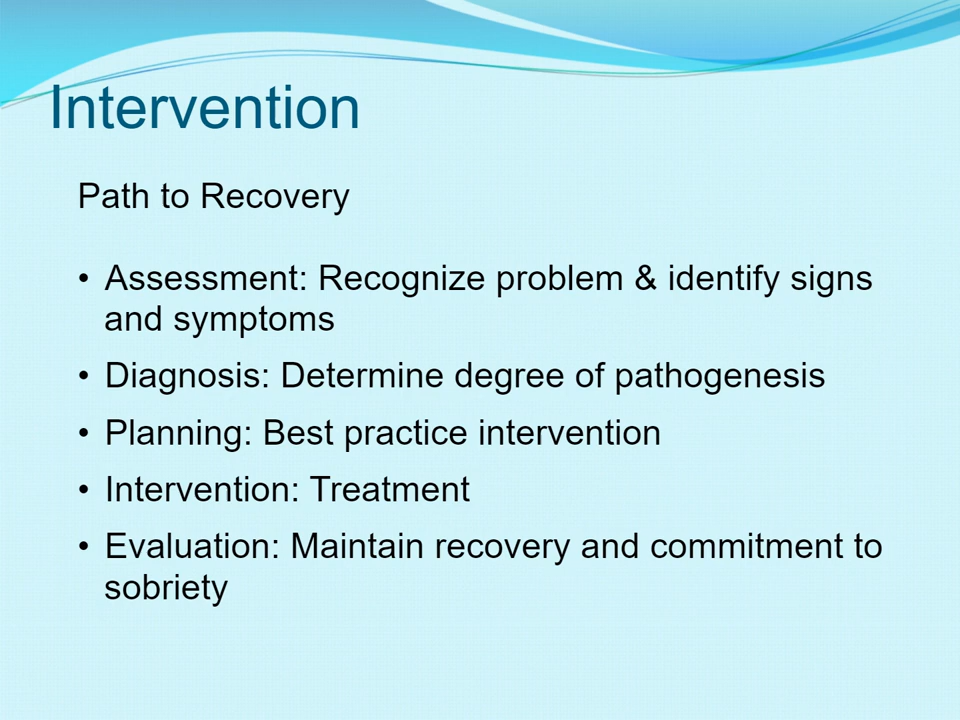 Intervention
Path to Recovery
• Assessment: Recognize problem & identify signs
and symptoms
• Diagnosis: Determine degree of pathogenesis
• Planning: Best practice intervention
• Intervention: Treatment
• Evaluation: Maintain recovery and commitment to
sobriety